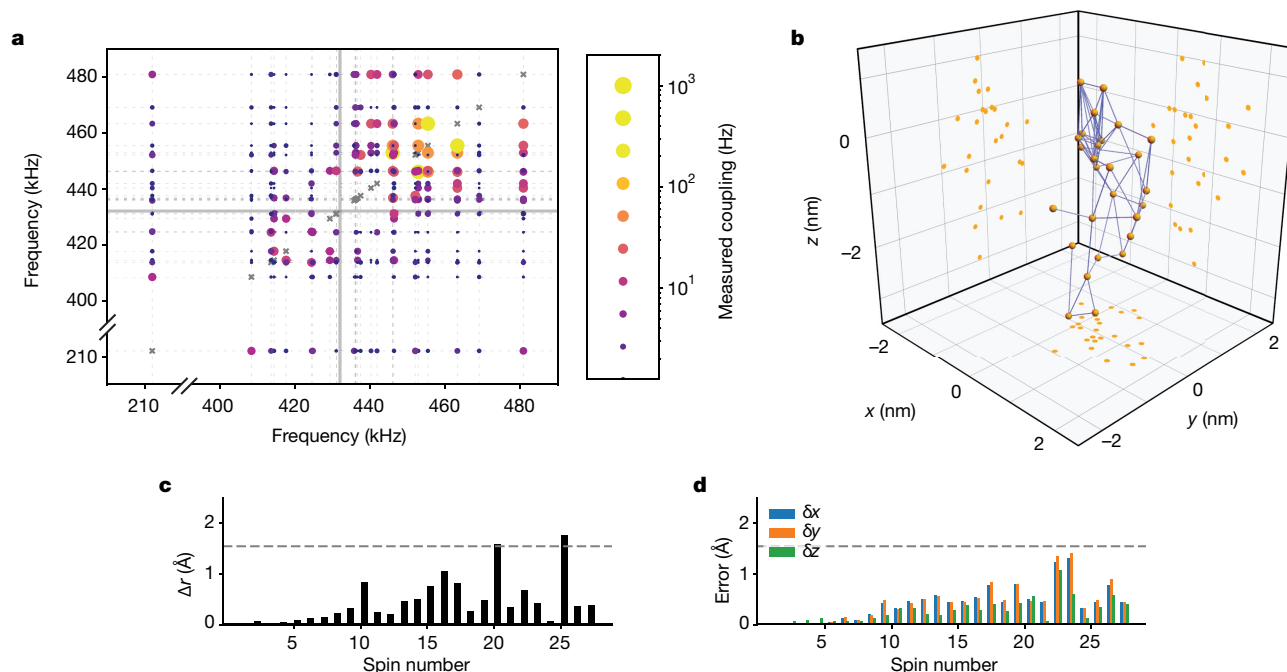 a
Frequency (kHz)
480
460
440
420
400
210
210
400
420
440
460
480
Frequency (kHz)
10³
10²
10¹
Measured coupling (Hz)
b
z (nm)
0
−2
−2
0
2
x (nm)
−2
0
2
y (nm)
c
Δr (Å)
2
1
0
5
10
15
20
25
Spin number
d
Error (Å)
2
1
0
δx
δy
δz
5
10
15
20
25
Spin number